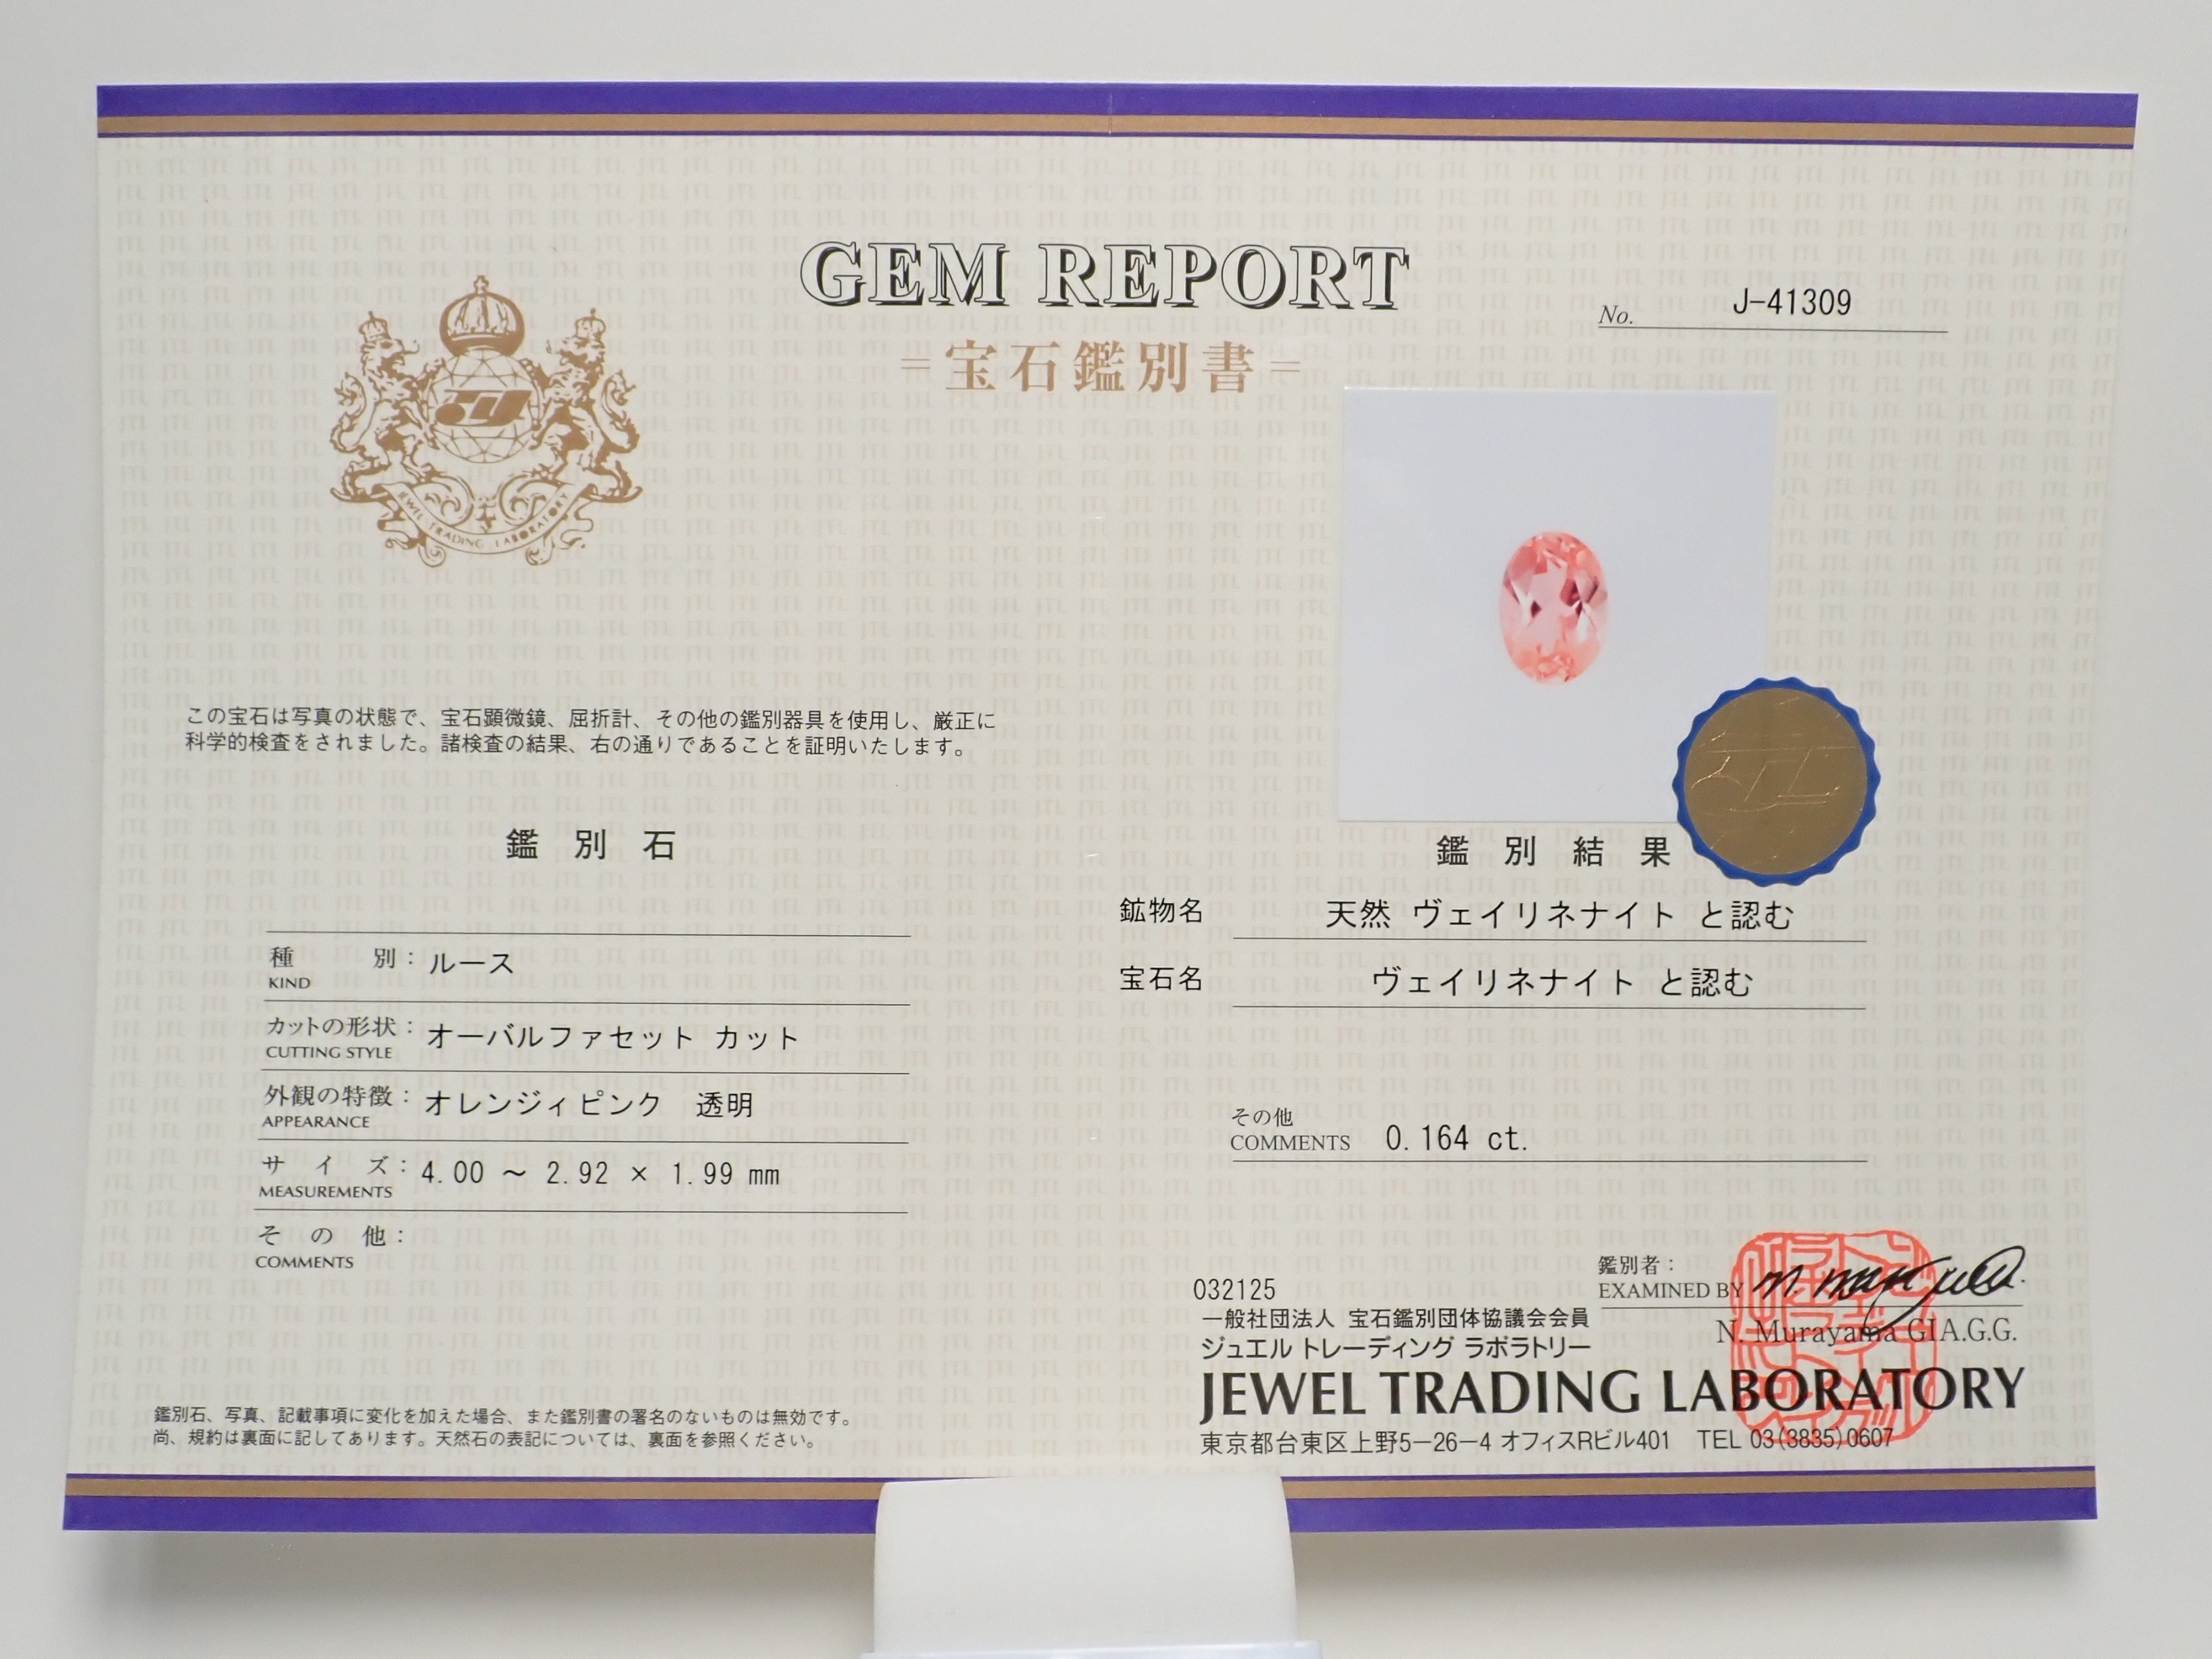 GEM REPORT
=宝石鑑別書=
No. J-41309
JEWEL TRADING LABORATORY
この宝石は写真の状態で、宝石顕微鏡、屈折計、その他の鑑別器具を使用し、厳正に
科学的検査をされました。諸検査の結果、右の通りであることを証明いたします。
鑑別石
種別: ルース
KIND
カットの形状: オーバルファセット カット
CUTTING STYLE
外観の特徴: オレンジィピンク 透明
APPEARANCE
サイズ: 4.00 ～ 2.92 × 1.99 mm
MEASUREMENTS
その他:
COMMENTS
鑑別石、写真、記載事項に変化を加えた場合、また鑑別書の署名のないものは無効です。
尚、規約は裏面に記してあります。天然石の表記については、裏面を参照ください。
鑑別結果
鉱物名 天然 ヴェイリネナイト と認む
宝石名 ヴェイリネナイト と認む
その他
COMMENTS 0.164 ct.
032125
鑑別者:
EXAMINED BY
N. Murayama G.I.A.G.G.
一般社団法人 宝石鑑別団体協議会会員
ジュエル トレーディング ラボラトリー
JEWEL TRADING LABORATORY
東京都台東区上野5－26－4 オフィスRビル401 TEL 03(3835)0607